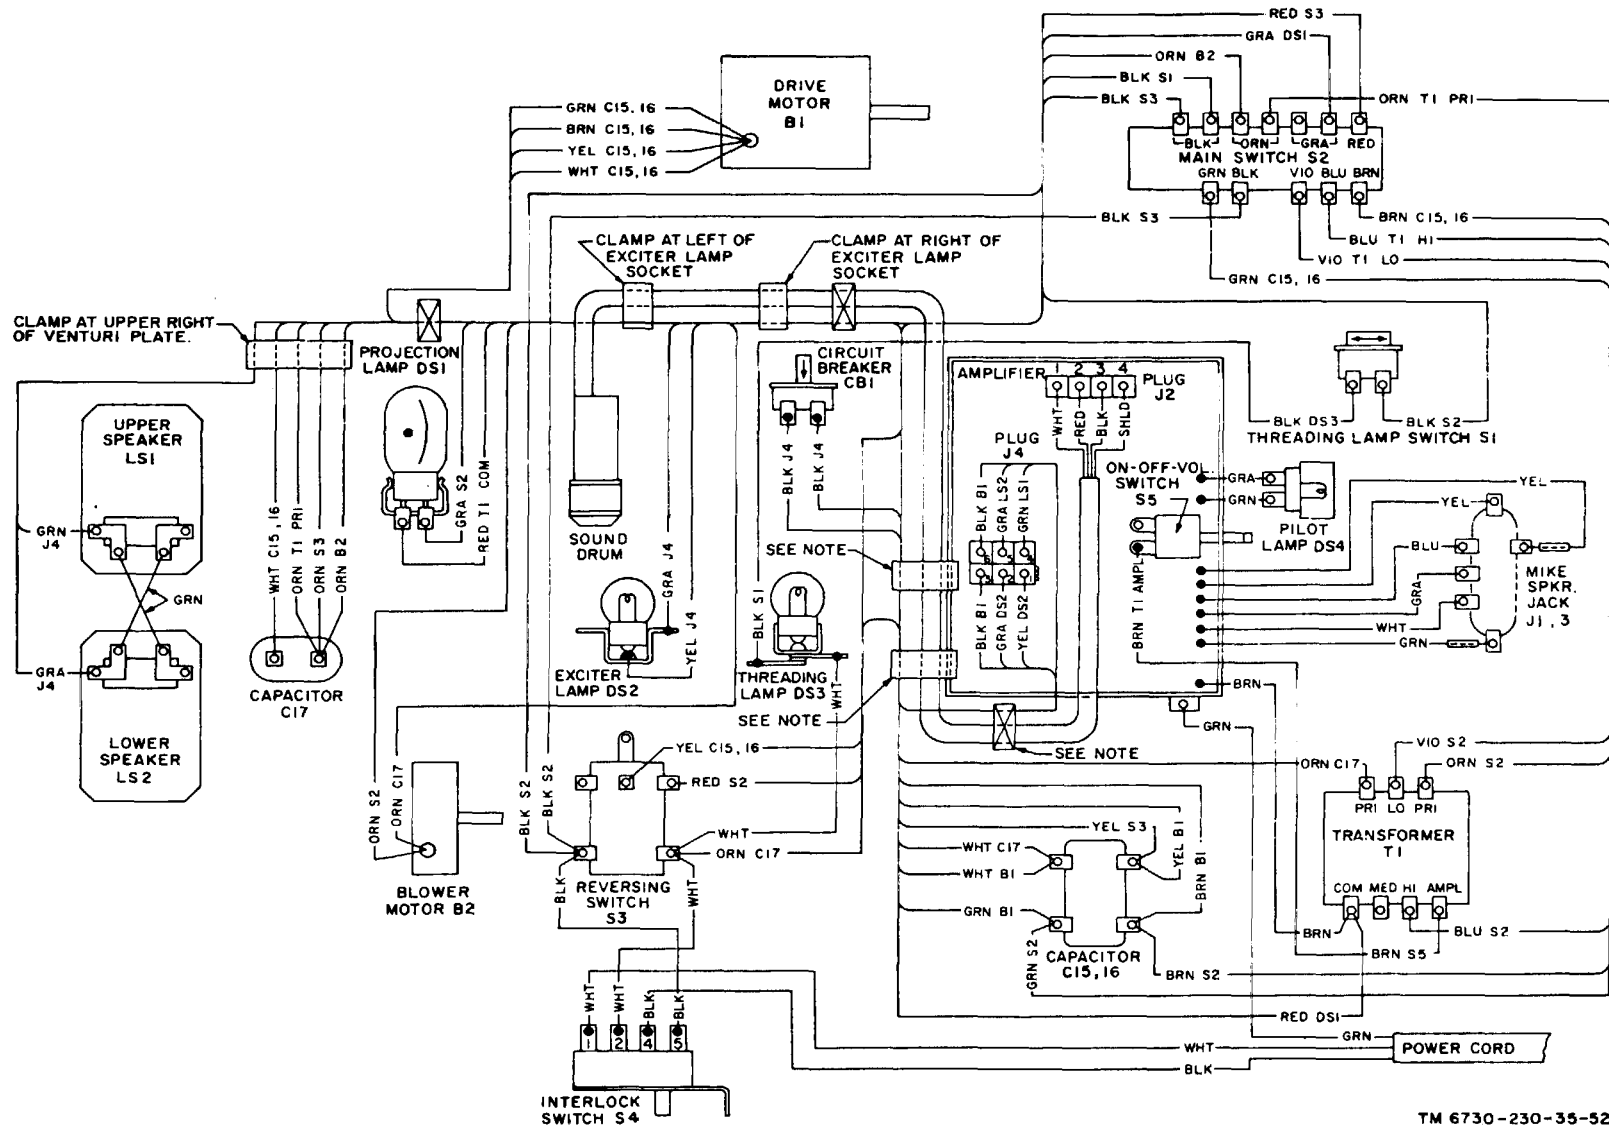 RED S3
GRA DS1
ORN B2
BLK S1
BLK S3
ORN T1 PRI
DRIVE
MOTOR
B1
GRN C15, 16
BRN C15, 16
YEL C15, 16
WHT C15, 16
BLK
ORN
GRA
RED
MAIN SWITCH S2
GRN BLK VIO BLU BRN
BLK S3
BRN C15, 16
BLU T1 HI
VIO T1 LO
GRN C15, 16
CLAMP AT LEFT OF
EXCITER LAMP
SOCKET
CLAMP AT RIGHT OF
EXCITER LAMP
SOCKET
CLAMP AT UPPER RIGHT
OF VENTURI PLATE.
PROJECTION
LAMP DS1
CIRCUIT
BREAKER
CB1
AMPLIFIER
1 2 3 4
PLUG
J2
WHT
RED
BLK
SHLD
BLK DS3
BLK S2
THREADING LAMP SWITCH S1
UPPER
SPEAKER
LS1
GRN
J4
GRN
GRA
J4
LOWER
SPEAKER
LS2
WHT C15, 16
ORN T1 PRI
ORN S3
ORN B2
CAPACITOR
C17
GRA S2
RED T1 COM
SOUND
DRUM
BLK J4
BLK J4
PLUG
J4
BLK B1
GRA LS2
GRN LS1
6 5 4
3 2 1
BLK B1
GRA DS2
YEL DS2
ON-OFF-VOL
SWITCH
S5
BRN T1 AMPL
GRA
GRN
PILOT
LAMP DS4
YEL
YEL
BLU
GRA
WHT
GRN
MIKE
SPKR.
JACK
J1, 3
SEE NOTE
GRA J4
YEL J4
EXCITER
LAMP DS2
BLK S1
THREADING
LAMP DS3
WHT
SEE NOTE
SEE NOTE
BRN
GRN
ORN S2
ORN C17
BLOWER
MOTOR B2
BLK S2
BLK S2
YEL C15, 16
RED S2
WHT
ORN C17
REVERSING
SWITCH
S3
BLK
WHT
VIO S2
ORN C17
ORN S2
PRI LO PRI
TRANSFORMER
T1
COM MED HI AMPL
BRN
BLU S2
BRN S5
YEL S3
YEL B1
BRN B1
WHT C17
WHT B1
GRN B1
GRN S2
CAPACITOR
C15, 16
BRN S2
RED DS1
WHT
WHT
BLK
BLK
1 2 4 5
INTERLOCK
SWITCH S4
GRN
WHT
BLK
POWER CORD
TM 6730-230-35-52